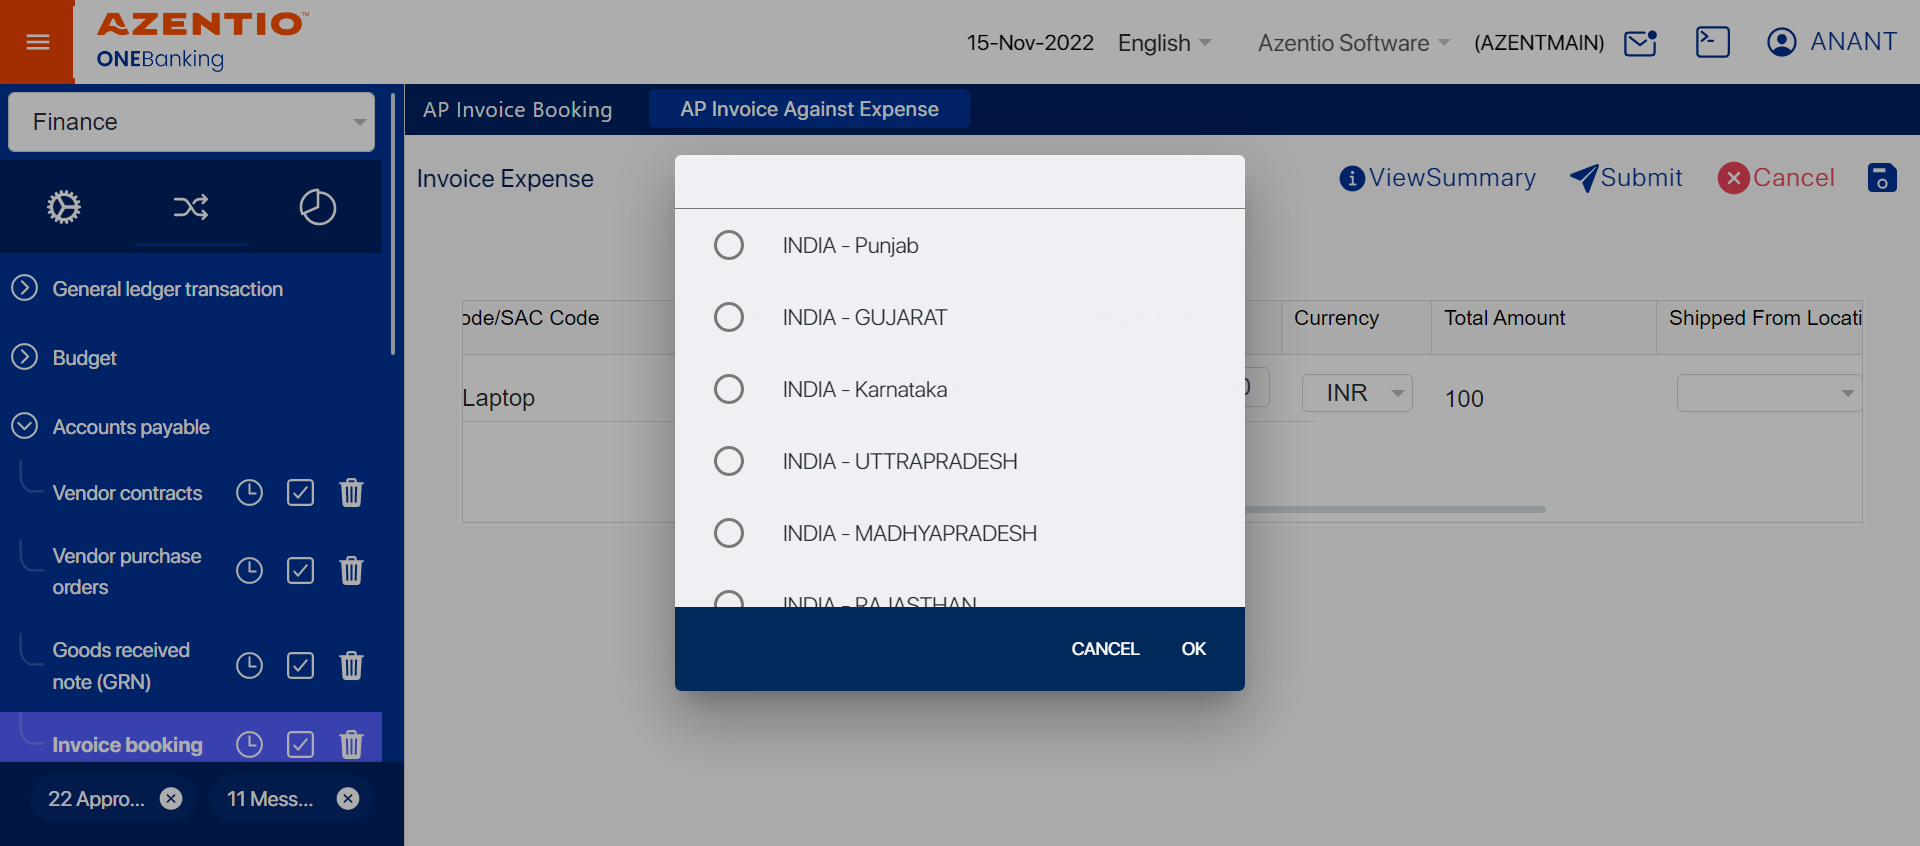 AZENTIO™
ONEBanking
15-Nov-2022
English
Azentio Software
(AZENTMAIN)
ANANT
Finance
AP Invoice Booking
AP Invoice Against Expense
Invoice Expense
ViewSummary
Submit
Cancel
General ledger transaction
Budget
Accounts payable
Vendor contracts
Vendor purchase
orders
Goods received
note (GRN)
Invoice booking
22 Appro...
11 Mess...
ode/SAC Code
Currency
Total Amount
Shipped From Locati
Laptop
INR
100
INDIA - Punjab
INDIA - GUJARAT
INDIA - Karnataka
INDIA - UTTRAPRADESH
INDIA - MADHYAPRADESH
INDIA - RAJASTHAN
CANCEL
OK